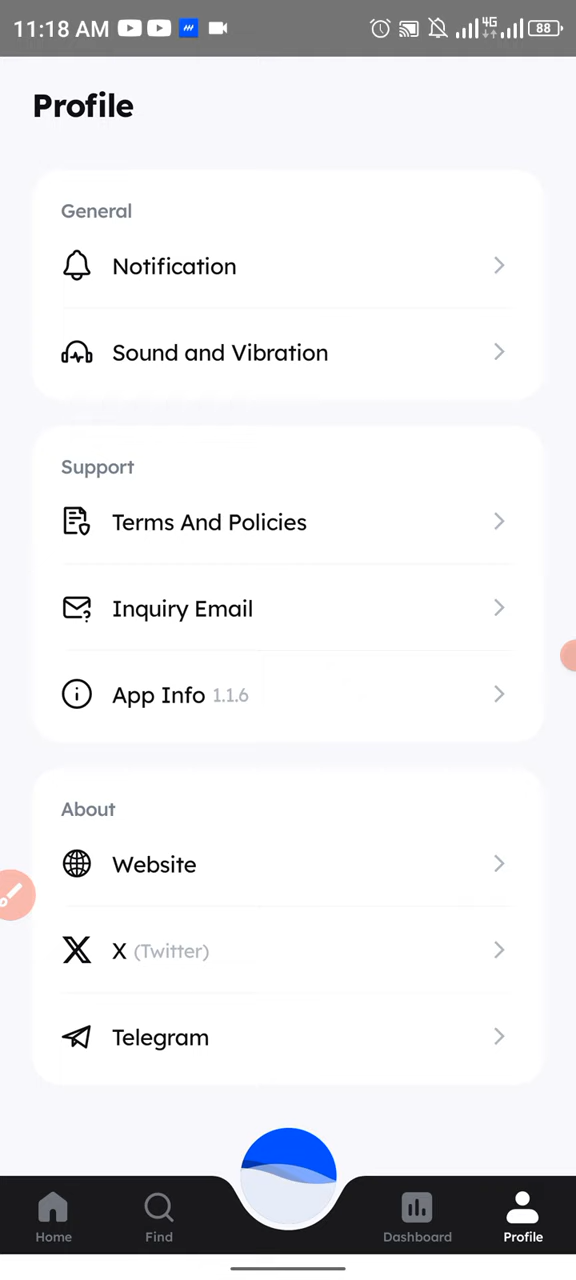 11:18 AM 4G 88
Profile
General
Notification
Sound and Vibration
Support
Terms And Policies
Inquiry Email
App Info 1.1.6
About
Website
X (Twitter)
Telegram
Home Find Dashboard Profile